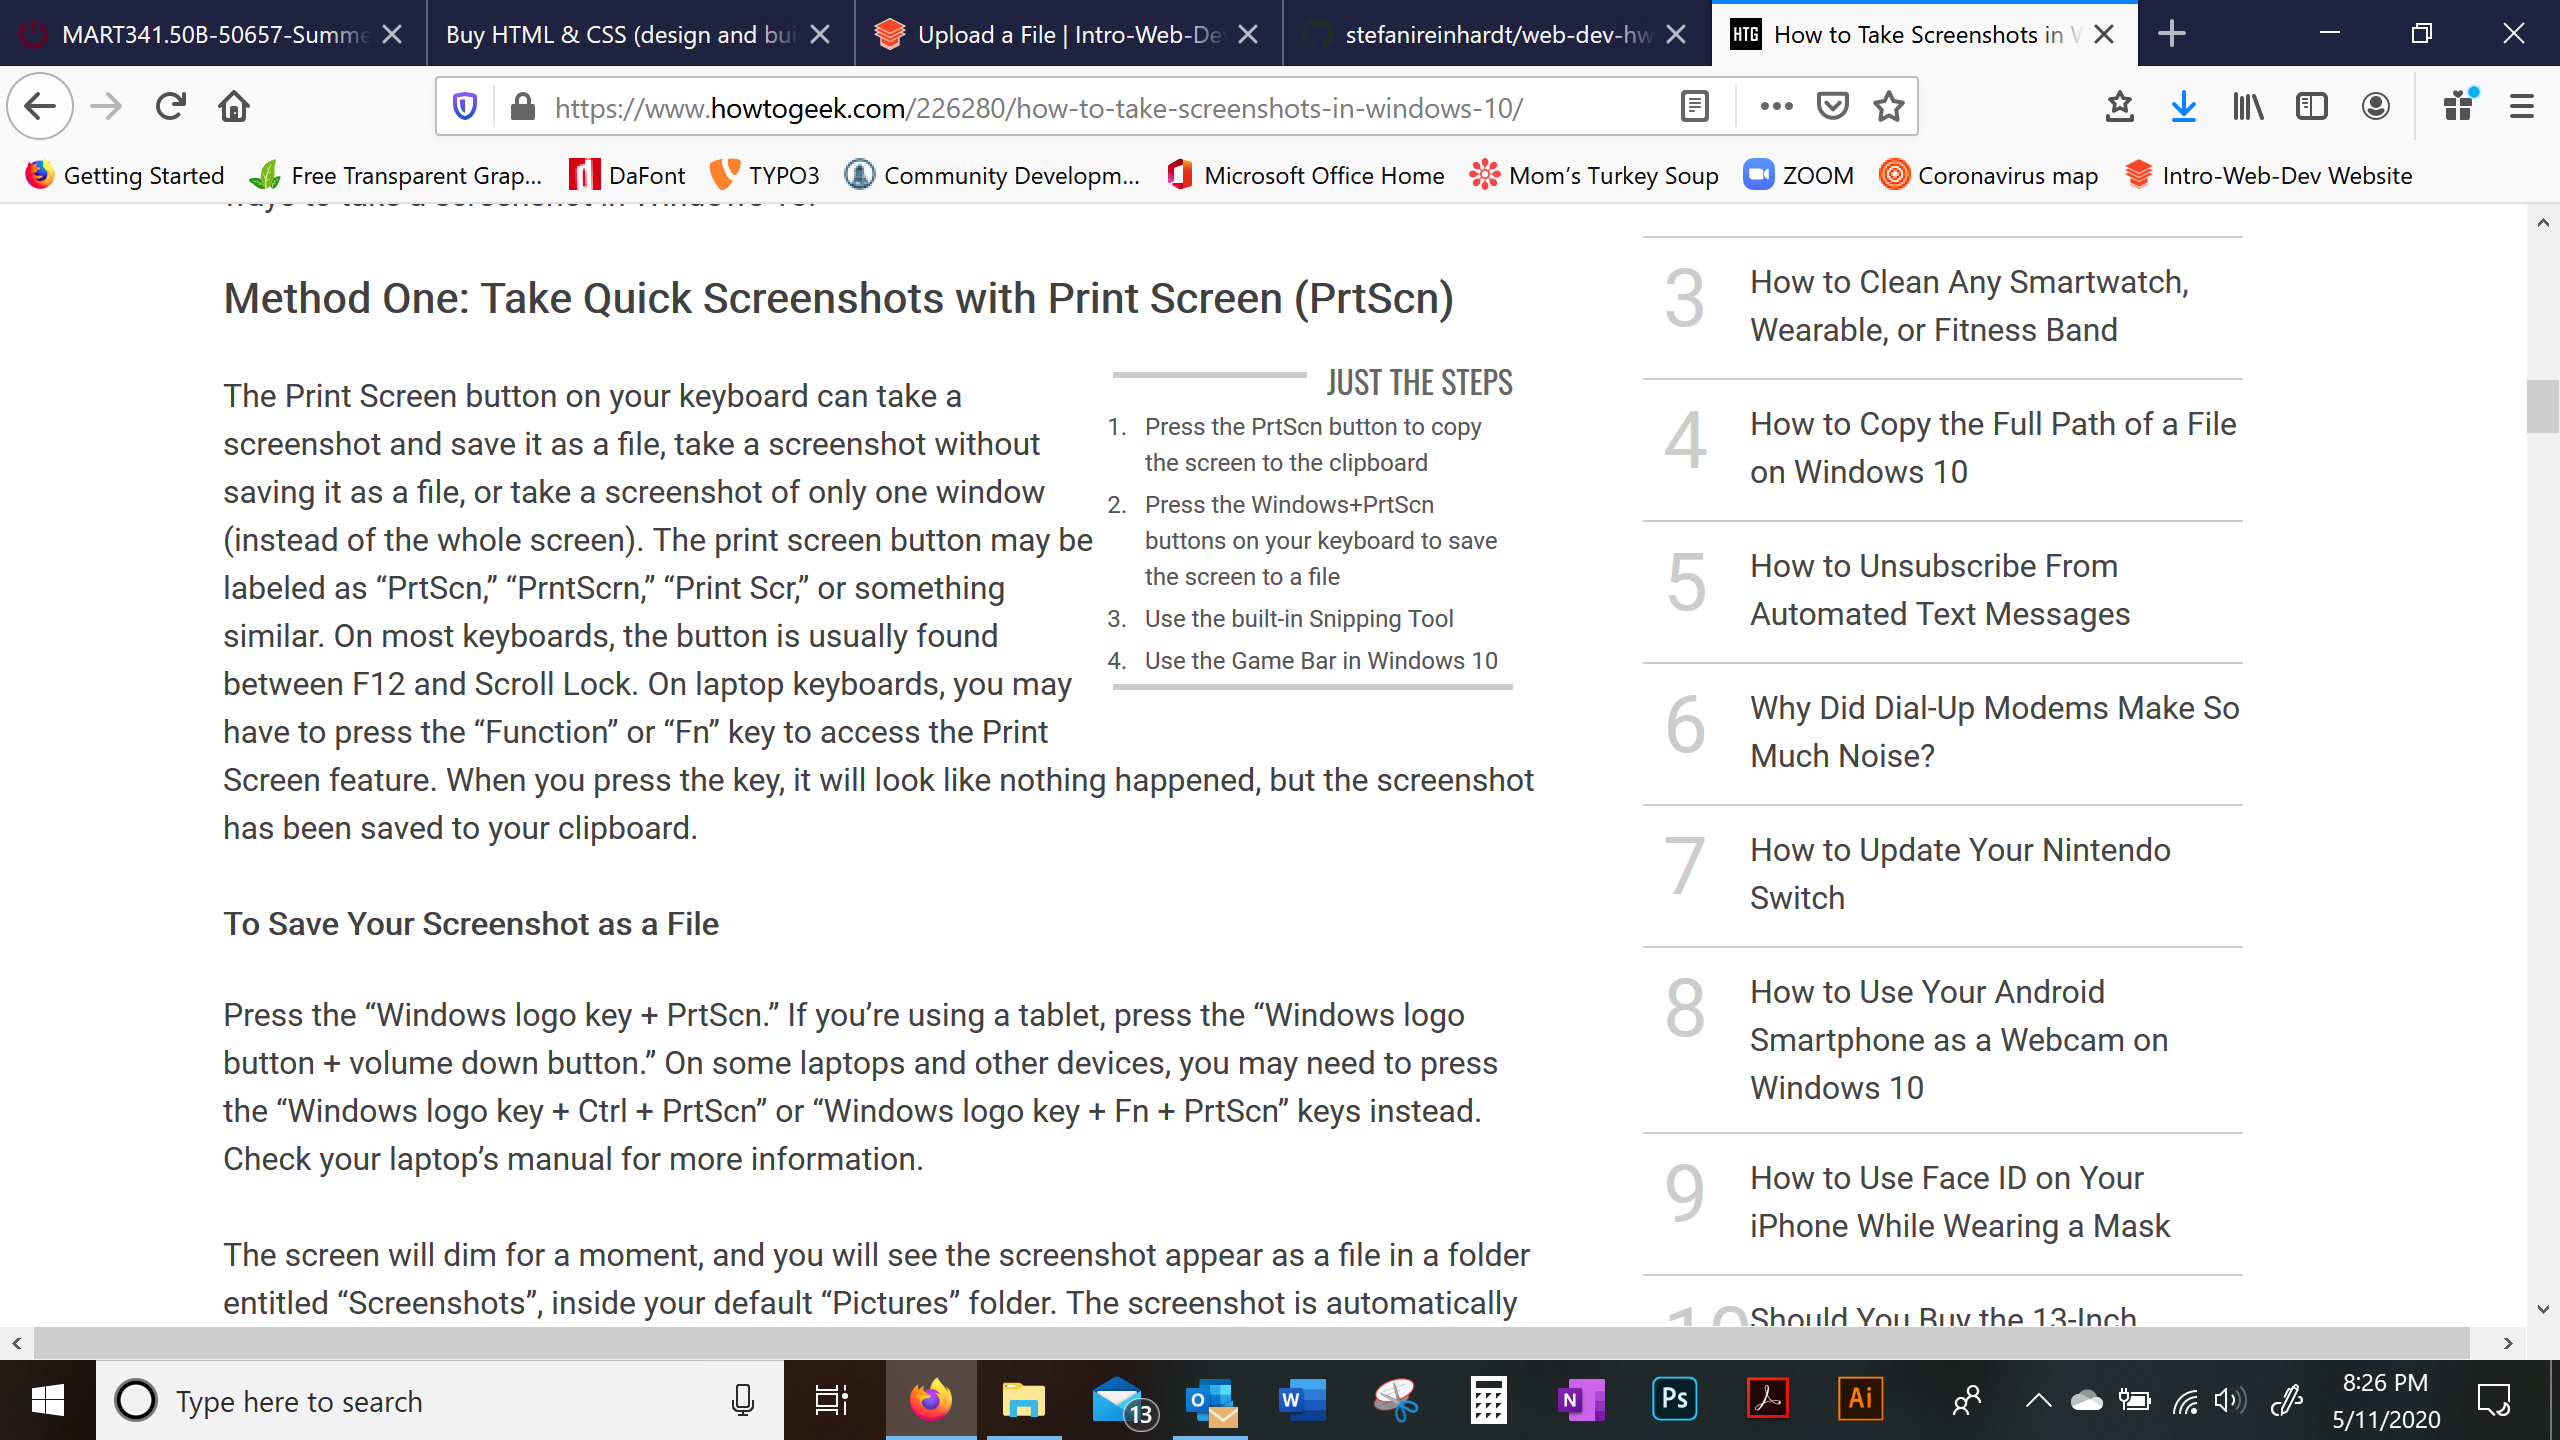 MART341.50B-50657-Summe
Buy HTML & CSS (design and bui
Upload a File | Intro-Web-De
stefanireinhardt/web-dev-hw
HTG
How to Take Screenshots in W
https://www.howtogeek.com/226280/how-to-take-screenshots-in-windows-10/
Getting Started
Free Transparent Grap...
DaFont
TYPO3
Community Developm...
Microsoft Office Home
Mom's Turkey Soup
ZOOM
Coronavirus map
Intro-Web-Dev Website
ways to take a screenshot in Windows 10.
Method One: Take Quick Screenshots with Print Screen (PrtScn)
The Print Screen button on your keyboard can take a
screenshot and save it as a file, take a screenshot without
saving it as a file, or take a screenshot of only one window
(instead of the whole screen). The print screen button may be
labeled as “PrtScn,” “PrntScrn,” “Print Scr,” or something
similar. On most keyboards, the button is usually found
between F12 and Scroll Lock. On laptop keyboards, you may
have to press the “Function” or “Fn” key to access the Print
Screen feature. When you press the key, it will look like nothing happened, but the screenshot
has been saved to your clipboard.
JUST THE STEPS
1. Press the PrtScn button to copy
the screen to the clipboard
2. Press the Windows+PrtScn
buttons on your keyboard to save
the screen to a file
3. Use the built-in Snipping Tool
4. Use the Game Bar in Windows 10
To Save Your Screenshot as a File
Press the “Windows logo key + PrtScn.” If you’re using a tablet, press the “Windows logo
button + volume down button.” On some laptops and other devices, you may need to press
the “Windows logo key + Ctrl + PrtScn” or “Windows logo key + Fn + PrtScn” keys instead.
Check your laptop’s manual for more information.
The screen will dim for a moment, and you will see the screenshot appear as a file in a folder
entitled “Screenshots”, inside your default “Pictures” folder. The screenshot is automatically
3 How to Clean Any Smartwatch,
Wearable, or Fitness Band
4 How to Copy the Full Path of a File
on Windows 10
5 How to Unsubscribe From
Automated Text Messages
6 Why Did Dial-Up Modems Make So
Much Noise?
7 How to Update Your Nintendo
Switch
8 How to Use Your Android
Smartphone as a Webcam on
Windows 10
9 How to Use Face ID on Your
iPhone While Wearing a Mask
10 Should You Buy the 13-Inch
Type here to search
13
O
W
N
Ps
Ai
8:26 PM
5/11/2020